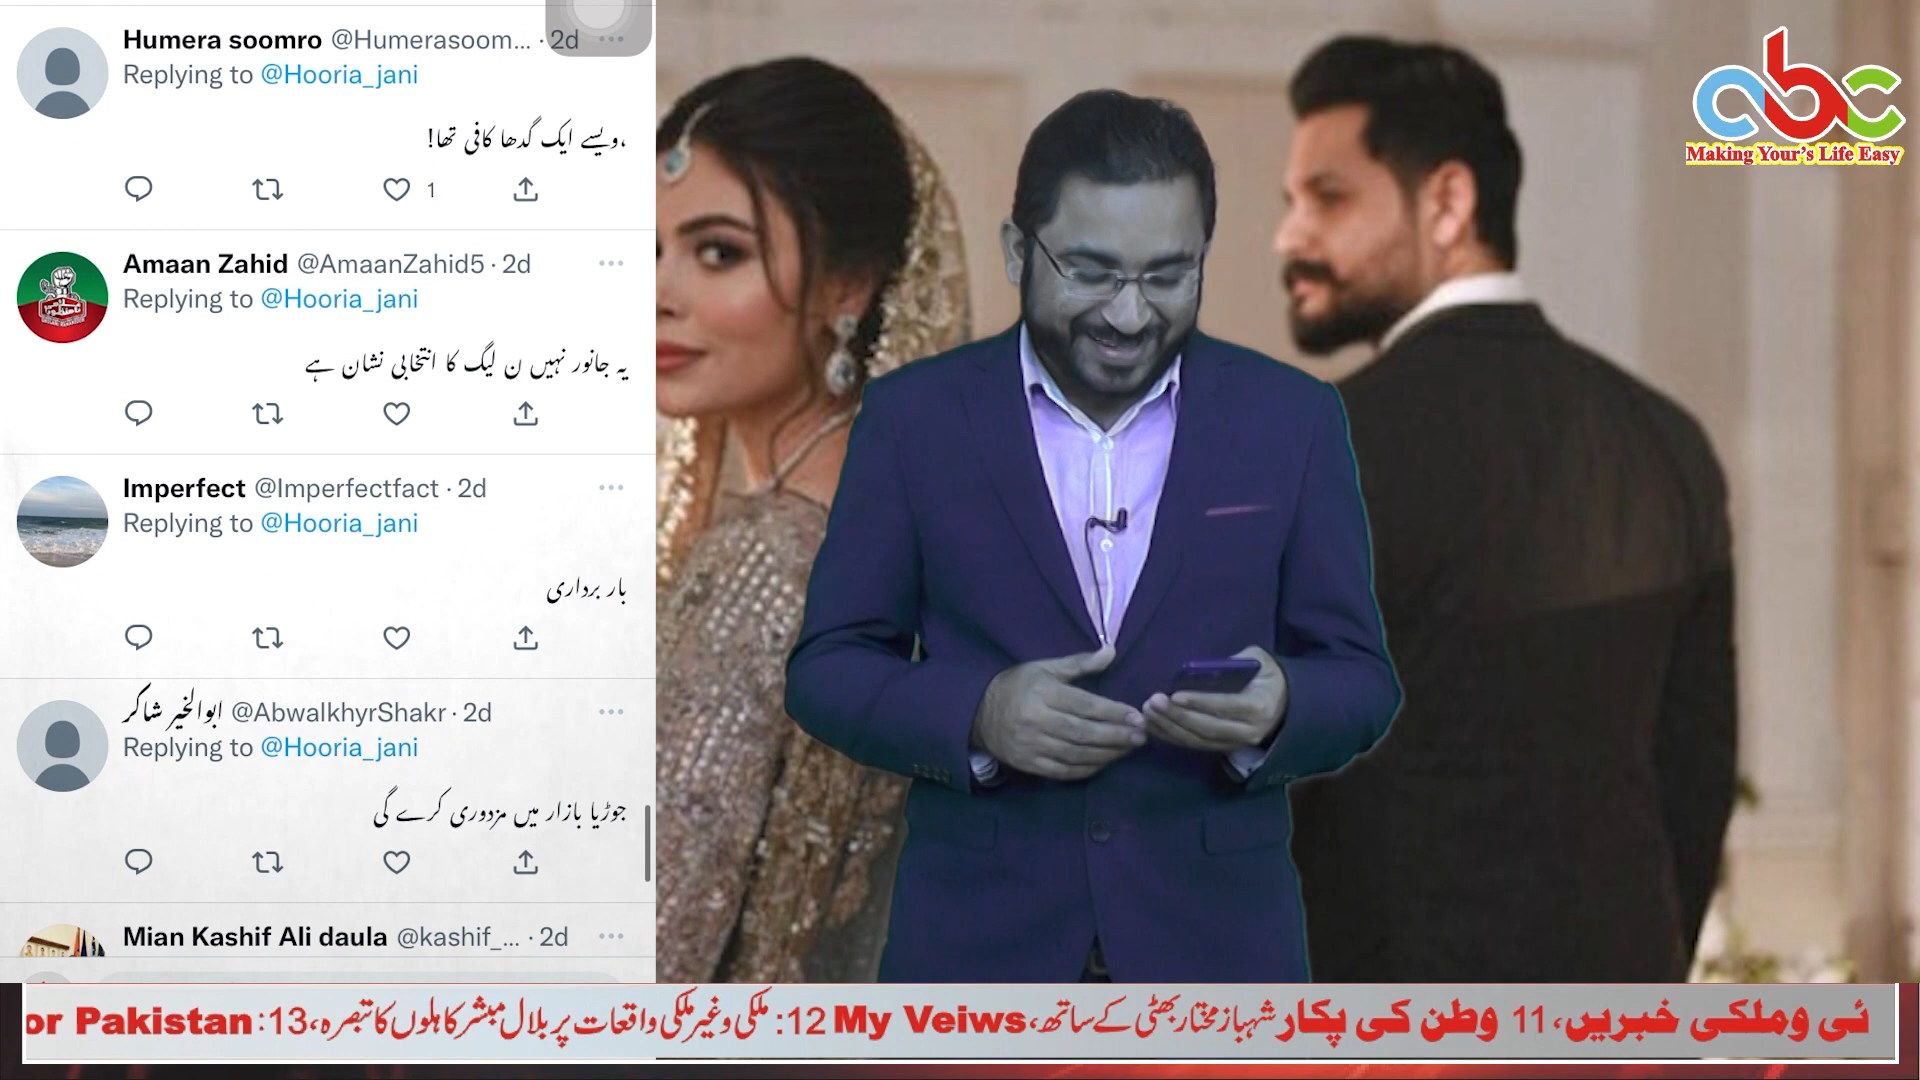 Humera soomro @Humerasoom... · 2d
Replying to @Hooria_jani
،ویسے ایک گدھا کافی تھا!
1
Amaan Zahid @AmaanZahid5 · 2d
Replying to @Hooria_jani
یہ جانور نہیں ن لیگ کا انتخابی نشان ہے
Imperfect @Imperfectfact · 2d
Replying to @Hooria_jani
بار برداری
ابوالخیر شاکر @AbwalkhyrShakr · 2d
Replying to @Hooria_jani
جوڑیا بازار میں مزدوری کرے گی
Mian Kashif Ali daula @kashif_... · 2d
abc
Making Your's Life Easy
ئی وملکی خبریں، 11 وطن کی پکار شہباز مختار بھٹی کے ساتھ، My Veiws 12: ملکی وغیر ملکی واقعات پر بلال مبشر کاہلوں کا تبصرہ، 13: or Pakistan